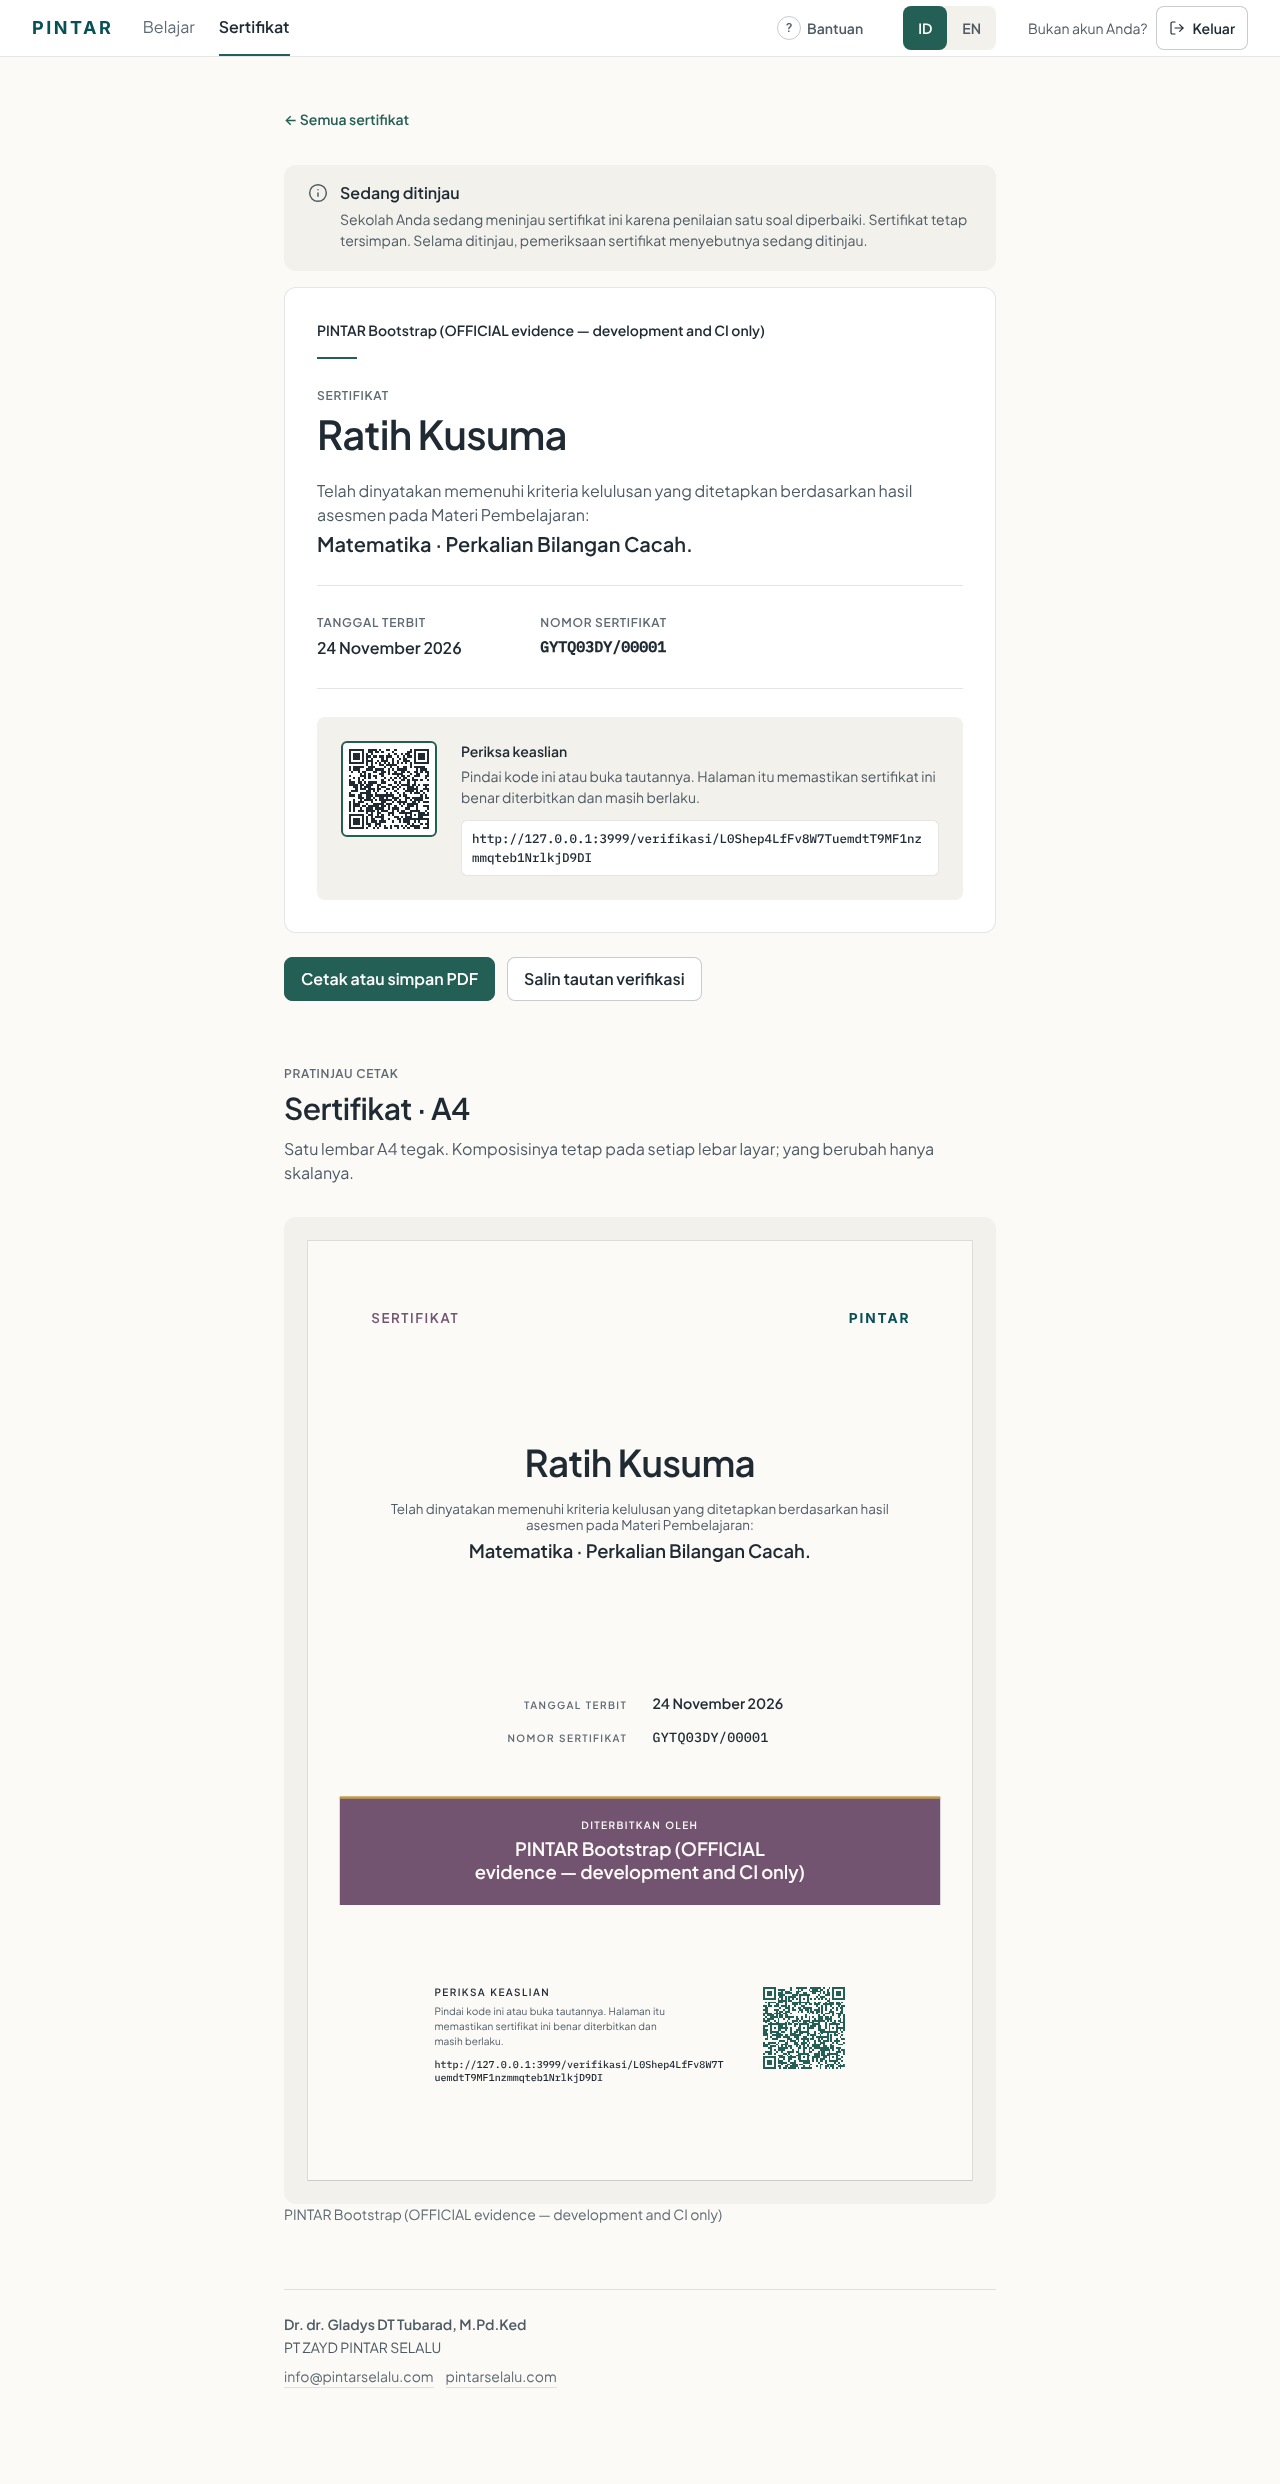 PINTAR
Belajar
Sertifikat
? Bantuan
ID
EN
Bukan akun Anda?
Keluar
← Semua sertifikat
Sedang ditinjau
Sekolah Anda sedang meninjau sertifikat ini karena penilaian satu soal diperbaiki. Sertifikat tetap
tersimpan. Selama ditinjau, pemeriksaan sertifikat menyebutnya sedang ditinjau.
PINTAR Bootstrap (OFFICIAL evidence — development and CI only)
SERTIFIKAT
Ratih Kusuma
Telah dinyatakan memenuhi kriteria kelulusan yang ditetapkan berdasarkan hasil
asesmen pada Materi Pembelajaran:
Matematika · Perkalian Bilangan Cacah.
TANGGAL TERBIT
24 November 2026
NOMOR SERTIFIKAT
GYTQ03DY/00001
Periksa keaslian
Pindai kode ini atau buka tautannya. Halaman itu memastikan sertifikat ini
benar diterbitkan dan masih berlaku.
http://127.0.0.1:3999/verifikasi/L0Shep4LfFv8W7TuemdtT9MF1nz
mmqteb1NrlkjD9DI
Cetak atau simpan PDF
Salin tautan verifikasi
PRATINJAU CETAK
Sertifikat · A4
Satu lembar A4 tegak. Komposisinya tetap pada setiap lebar layar; yang berubah hanya
skalanya.
SERTIFIKAT
PINTAR
Ratih Kusuma
Telah dinyatakan memenuhi kriteria kelulusan yang ditetapkan berdasarkan hasil
asesmen pada Materi Pembelajaran:
Matematika · Perkalian Bilangan Cacah.
TANGGAL TERBIT 24 November 2026
NOMOR SERTIFIKAT GYTQ03DY/00001
DITERBITKAN OLEH
PINTAR Bootstrap (OFFICIAL
evidence — development and CI only)
PERIKSA KEASLIAN
Pindai kode ini atau buka tautannya. Halaman itu
memastikan sertifikat ini benar diterbitkan dan
masih berlaku.
http://127.0.0.1:3999/verifikasi/L0Shep4LfFv8W7T
uemdtT9MF1nzmmqteb1NrlkjD9DI
PINTAR Bootstrap (OFFICIAL evidence — development and CI only)
Dr. dr. Gladys DT Tubarad, M.Pd.Ked
PT ZAYD PINTAR SELALU
info@pintarselalu.com pintarselalu.com